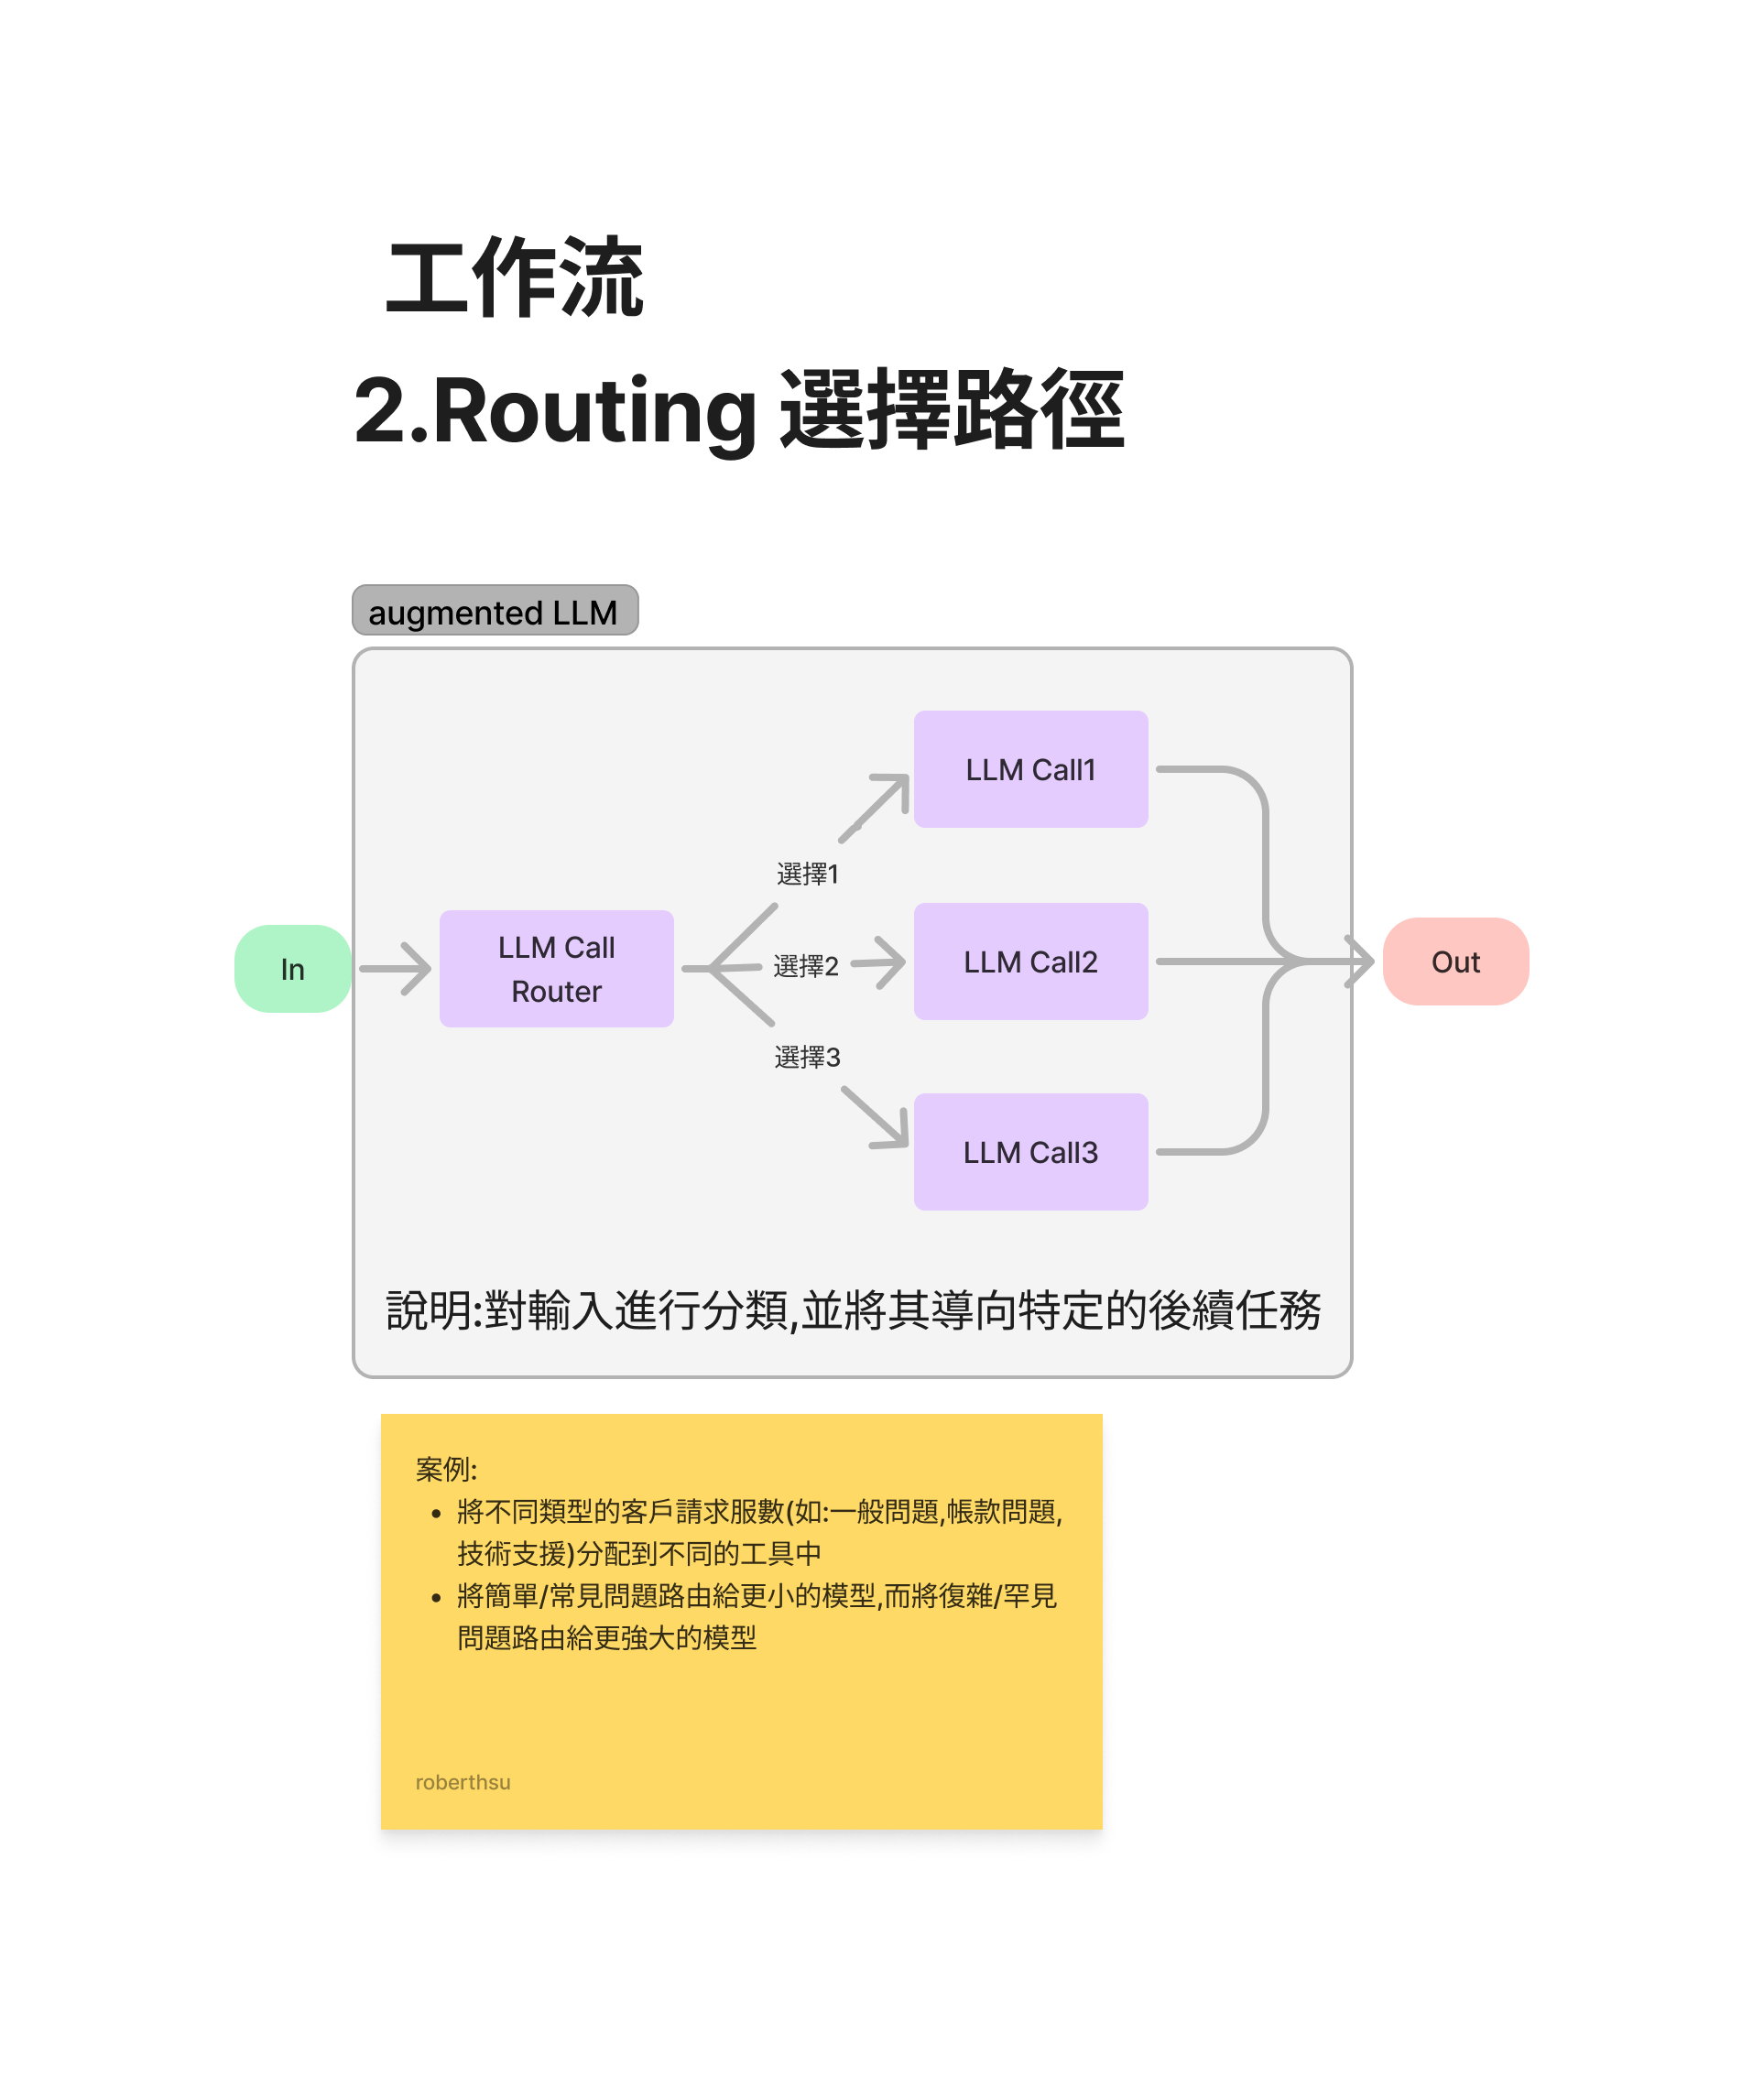 工作流
2.Routing 選擇路徑
augmented LLM
LLM Call1
選擇1
In
LLM Call
Router
選擇2
LLM Call2
Out
選擇3
LLM Call3
說明:對輸入進行分類,並將其導向特定的後續任務
案例:
• 將不同類型的客戶請求服數(如:一般問題,帳款問題,
技術支援)分配到不同的工具中
• 將簡單/常見問題路由給更小的模型,而將復雜/罕見
問題路由給更強大的模型
roberthsu